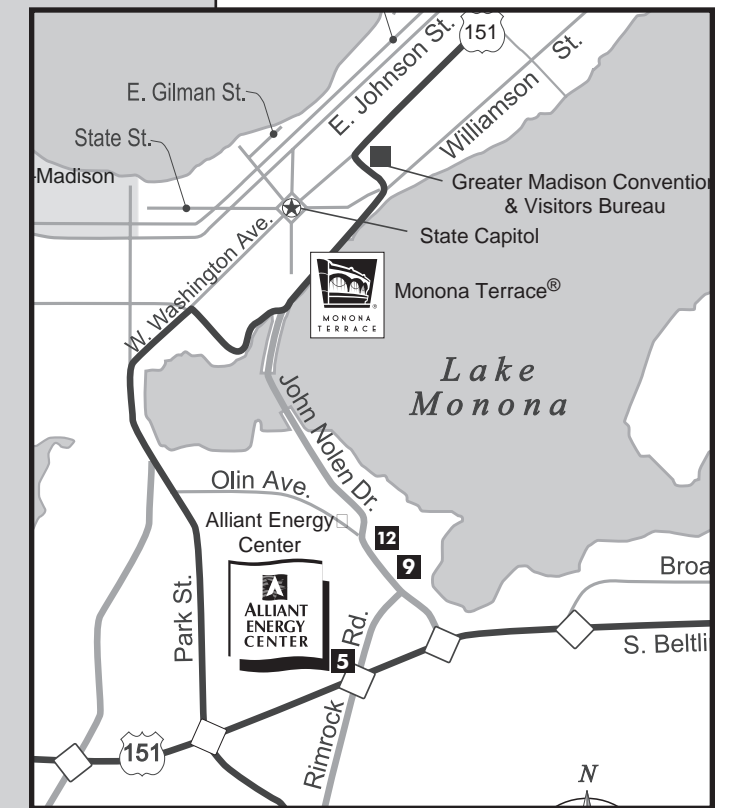 151
E. Johnson St.
Williamson St.
E. Gilman St.
State St.
-Madison
Greater Madison Convention
& Visitors Bureau
State Capitol
W. Washington Ave.
MONONA
TERRACE
®
Monona Terrace®
Lake
Monona
John Nolen Dr.
Olin Ave.
Alliant Energy
Center
12
9
ALLIANT
ENERGY
CENTER
Broa
Park St.
5
Rimrock Rd.
S. Beltli
151
N